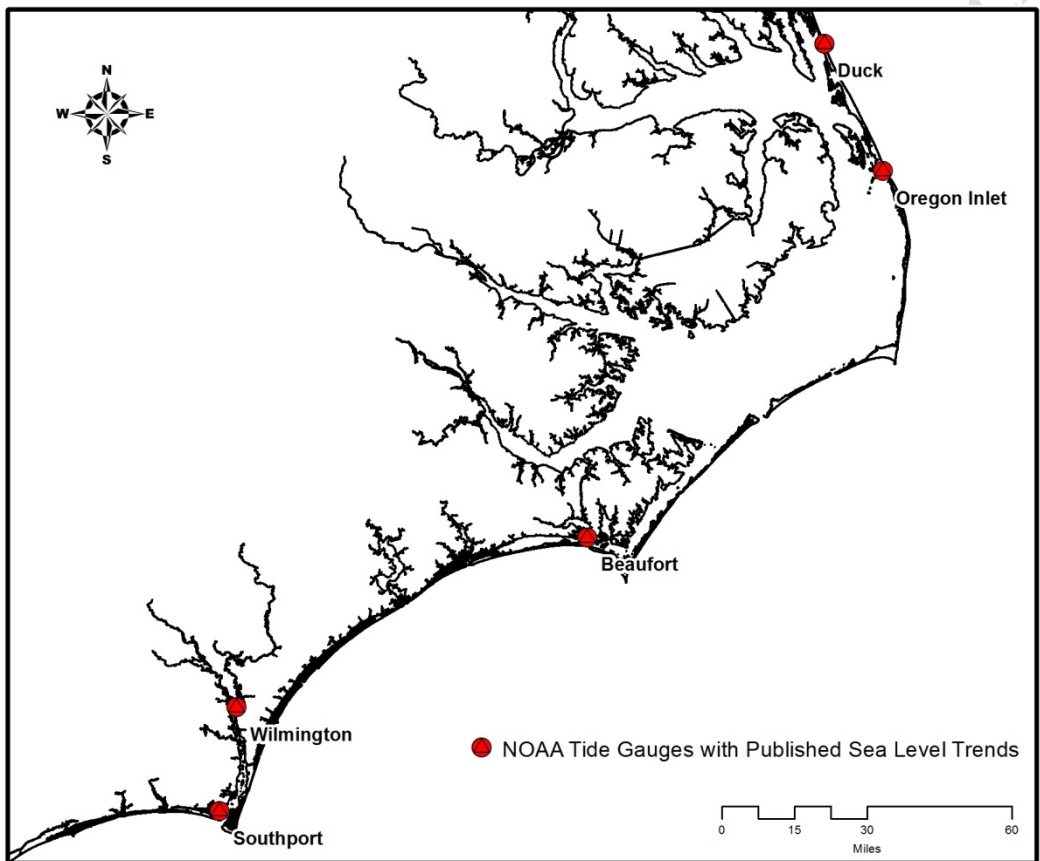 N
W E
S
Duck
Oregon Inlet
Beaufort
Wilmington
NOAA Tide Gauges with Published Sea Level Trends
Southport
0 15 30 60
Miles